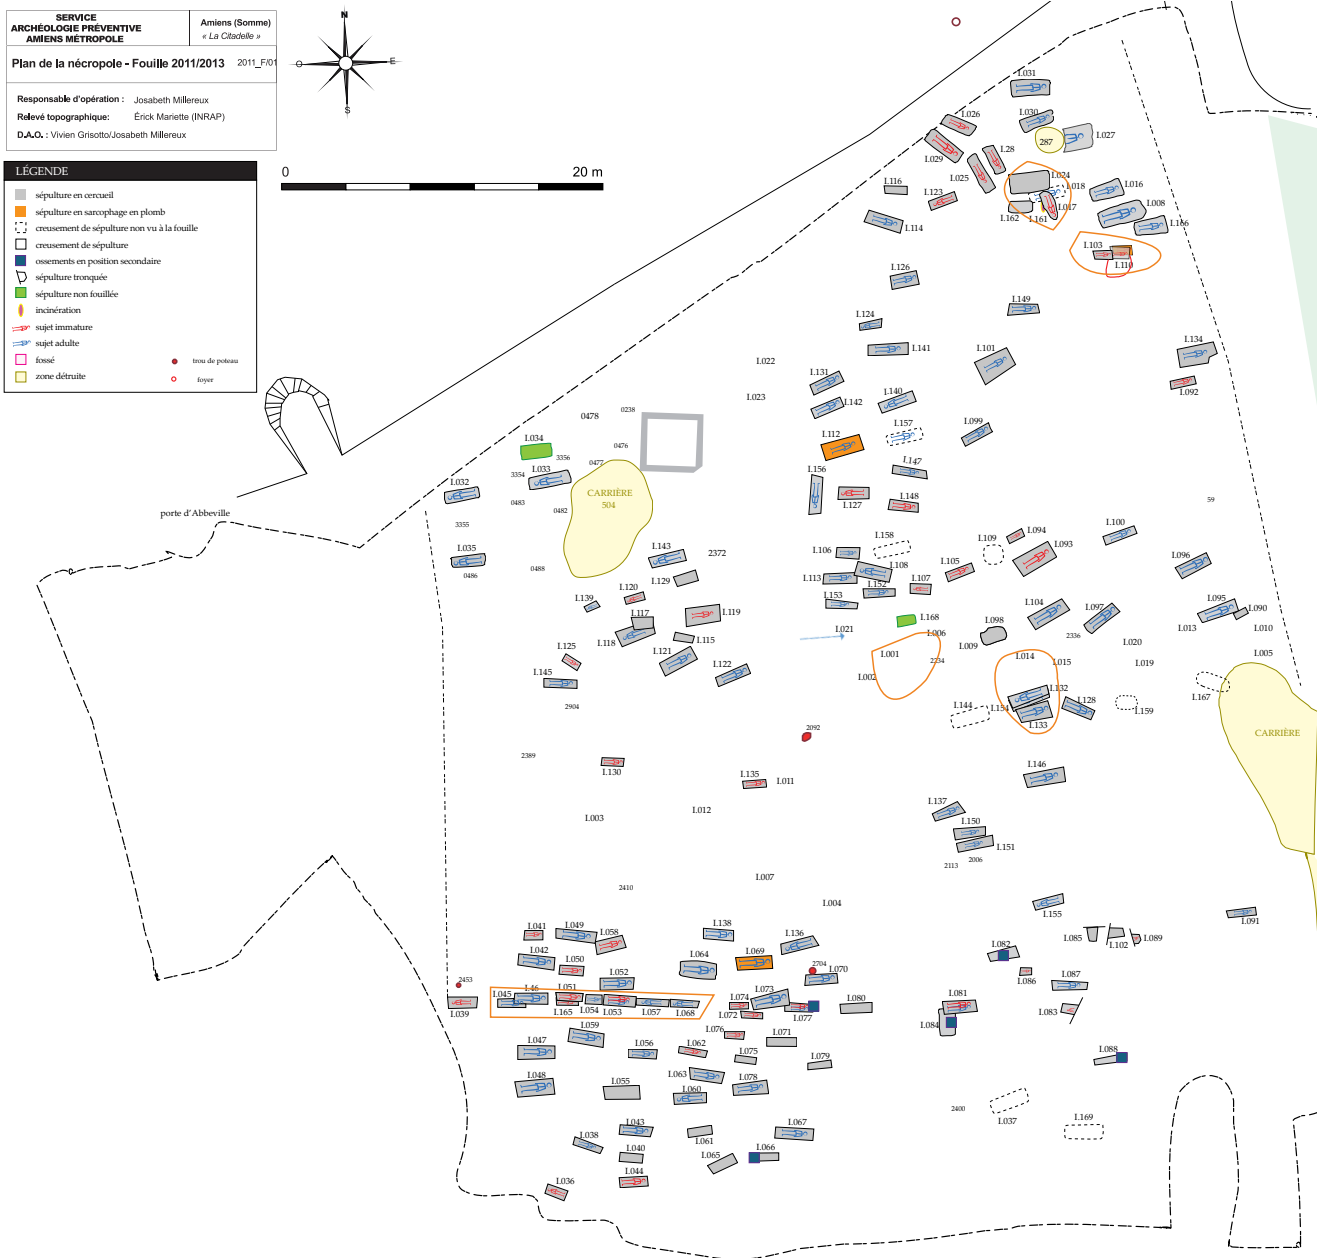 SERVICE
ARCHÉOLOGIE PRÉVENTIVE
AMIENS MÉTROPOLE
Amiens (Somme)
« La Citadelle »
Plan de la nécropole - Fouille 2011/2013
2011_F/01
Responsable d'opération : Josabeth Millereux
Relevé topographique: Érick Mariette (INRAP)
D.A.O. : Vivien Grisotto/Josabeth Millereux
N
O
E
S
0
20 m
LÉGENDE
sépulture en cercueil
sépulture en sarcophage en plomb
creusement de sépulture non vu à la fouille
creusement de sépulture
ossements en position secondaire
sépulture tronquée
sépulture non fouillée
incinération
sujet immature
sujet adulte
fossé
zone détruite
trou de poteau
foyer
porte d'Abbeville
I.031
I.030
I.026
I.027
287
I.029
I.28
I.025
I.024
I.018
I.116
I.123
I.016
I.017
I.008
I.162
I.161
I.166
I.114
I.103
I.110
I.126
I.149
I.124
I.141
I.101
I.134
I.022
I.131
I.092
I.023
I.140
I.142
0238
0478
I.157
I.099
I.112
I.034
0476
3356
0477
I.147
I.156
3354
I.033
I.032
CARRIÈRE
504
I.127
I.148
0483
0482
59
3355
I.094
I.100
I.109
I.158
I.093
I.035
I.143
2372
I.106
I.096
0486
0488
I.129
I.108
I.105
I.113
I.152
I.107
I.120
I.139
I.153
I.095
I.090
I.119
I.117
I.104
I.097
I.168
I.098
I.021
I.006
I.013
I.010
2336
I.118
I.115
I.009
I.020
I.125
I.121
I.001
2234
I.014
I.015
I.019
I.005
I.122
I.145
I.002
I.132
I.167
2904
I.144
I.154
I.128
I.159
I.133
2092
CARRIÈRE
2389
I.130
I.135
I.011
I.146
I.003
I.012
I.137
I.150
I.151
2006
2113
I.007
2410
I.004
I.155
I.091
I.041
I.049
I.058
I.138
I.136
I.085
I.102
I.089
I.082
I.042
I.050
I.064
I.069
2704
I.070
2453
I.052
I.086
I.087
I.045
I.46
I.051
I.073
I.081
I.039
I.165
I.054
I.053
I.057
I.068
I.074
I.072
I.077
I.080
I.083
I.084
I.059
I.076
I.071
I.047
I.056
I.062
I.075
I.079
I.088
I.048
I.055
I.063
I.078
I.060
2400
I.037
I.169
I.043
I.067
I.038
I.061
I.040
I.066
I.065
I.044
I.036